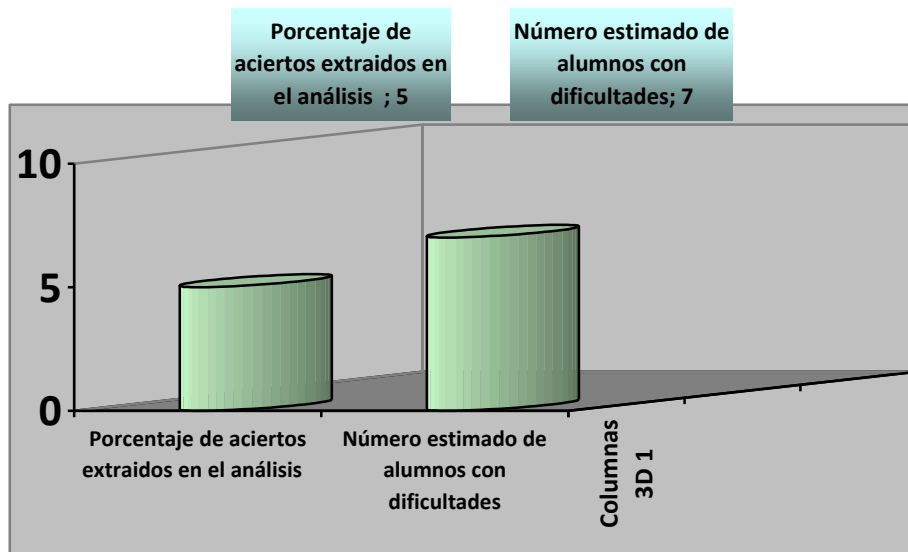 Porcentaje de
aciertos extraidos en
el análisis ; 5
Número estimado de
alumnos con
dificultades; 7
10
5
0
Porcentaje de aciertos
extraidos en el análisis
Número estimado de
alumnos con
dificultades
Columnas
3D 1